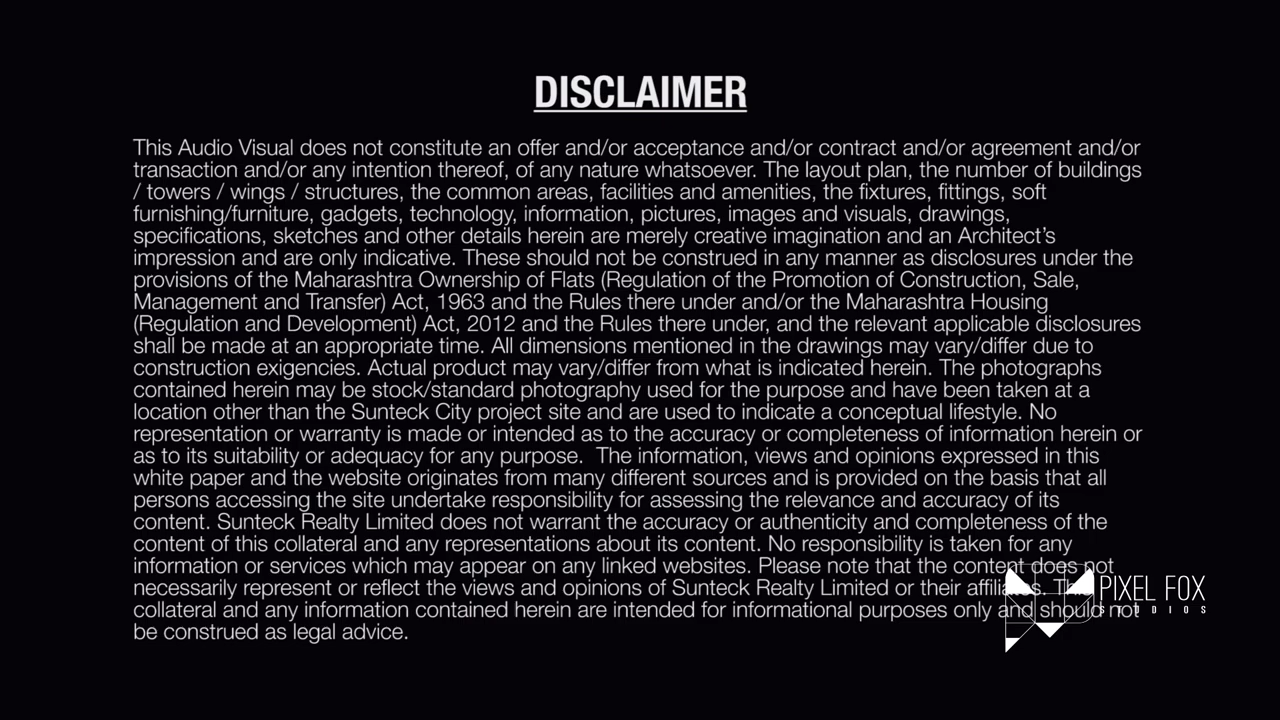 DISCLAIMER
This Audio Visual does not constitute an offer and/or acceptance and/or contract and/or agreement and/or
transaction and/or any intention thereof, of any nature whatsoever. The layout plan, the number of buildings
/ towers / wings / structures, the common areas, facilities and amenities, the fixtures, fittings, soft
furnishing/furniture, gadgets, technology, information, pictures, images and visuals, drawings,
specifications, sketches and other details herein are merely creative imagination and an Architect's
impression and are only indicative. These should not be construed in any manner as disclosures under the
provisions of the Maharashtra Ownership of Flats (Regulation of the Promotion of Construction, Sale,
Management and Transfer) Act, 1963 and the Rules there under and/or the Maharashtra Housing
(Regulation and Development) Act, 2012 and the Rules there under, and the relevant applicable disclosures
shall be made at an appropriate time. All dimensions mentioned in the drawings may vary/differ due to
construction exigencies. Actual product may vary/differ from what is indicated herein. The photographs
contained herein may be stock/standard photography used for the purpose and have been taken at a
location other than the Sunteck City project site and are used to indicate a conceptual lifestyle. No
representation or warranty is made or intended as to the accuracy or completeness of information herein or
as to its suitability or adequacy for any purpose.  The information, views and opinions expressed in this
white paper and the website originates from many different sources and is provided on the basis that all
persons accessing the site undertake responsibility for assessing the relevance and accuracy of its
content. Sunteck Realty Limited does not warrant the accuracy or authenticity and completeness of the
content of this collateral and any representations about its content. No responsibility is taken for any
information or services which may appear on any linked websites. Please note that the content does not
necessarily represent or reflect the views and opinions of Sunteck Realty Limited or their affiliates.
collateral and any information contained herein are intended for informational purposes only and should not
be construed as legal advice.
PIXEL FOX
STUDIOS